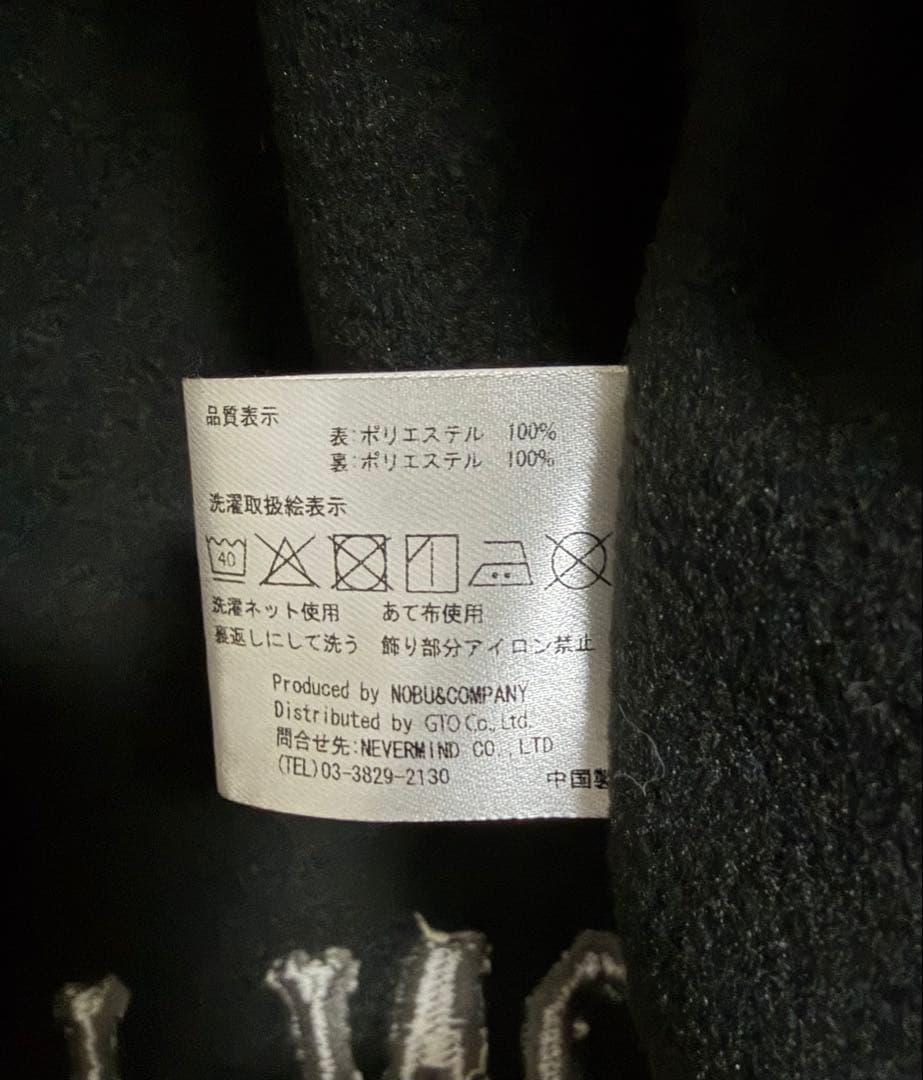 品質表示
表:ポリエステル 100%
裏:ポリエステル 100%
洗濯取扱絵表示
40
洗濯ネット使用 あて布使用
裏返しにして洗う 飾り部分アイロン禁止
Produced by NOBU&COMPANY
Distributed by GTO Co., Ltd.
問合せ先:NEVERMIND CO.,LTD
(TEL)03-3829-2130 中国製